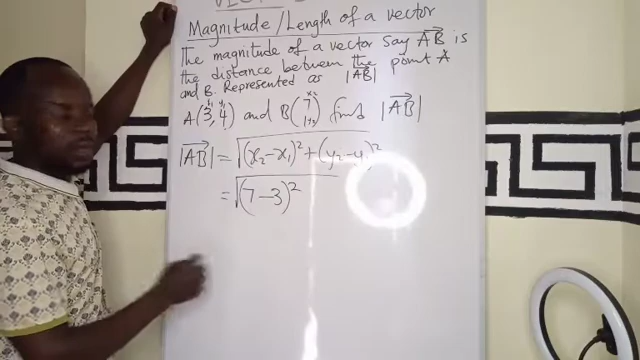 Magnitude/Length of a vector
The magnitude of a vector say AB is
the distance between the point A
and B. Represented as |AB|
A(3,4) and B(7 find |AB|
|AB| = √(x₂-x₁)² + (y₂-y₁)²
= √(7-3)²